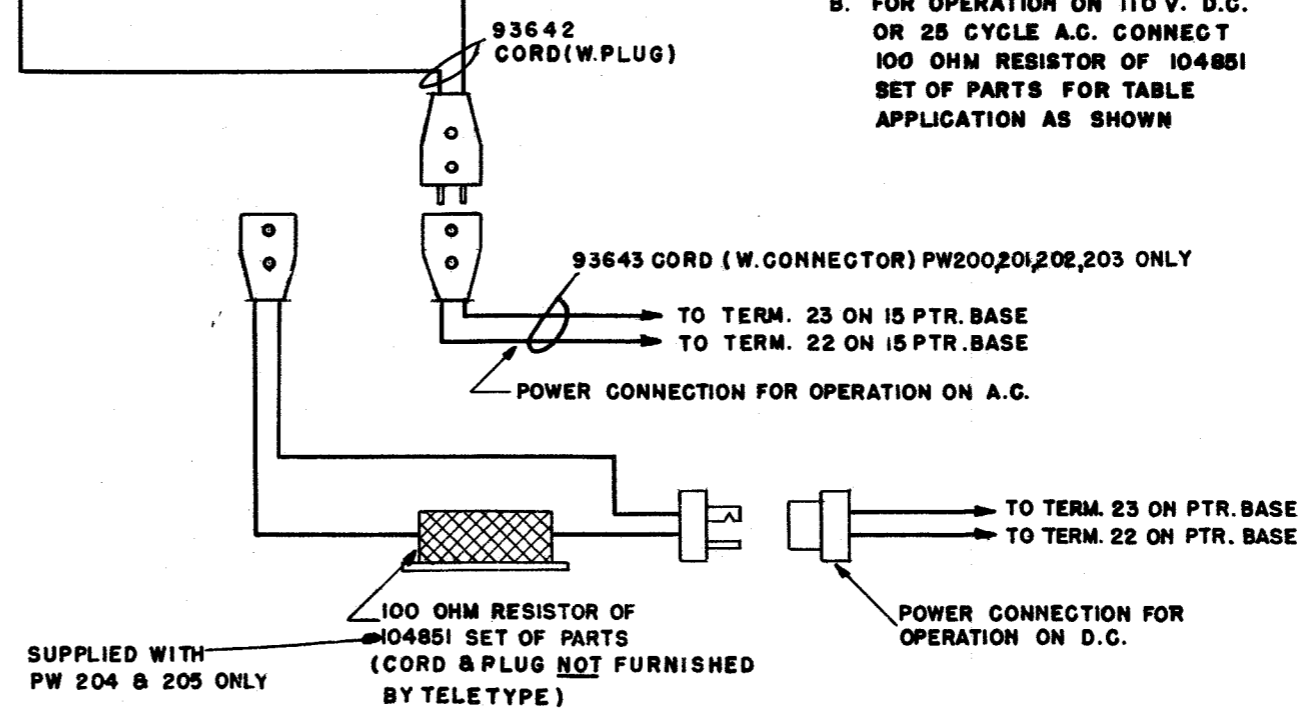 93642
CORD(W.PLUG)
B. FOR OPERATION ON 110 V. D.C.
OR 25 CYCLE A.C. CONNECT
100 OHM RESISTOR OF 104851
SET OF PARTS FOR TABLE
APPLICATION AS SHOWN
93643 CORD (W.CONNECTOR) PW200,201,202,203 ONLY
TO TERM. 23 ON 15 PTR.BASE
TO TERM. 22 ON 15 PTR.BASE
POWER CONNECTION FOR OPERATION ON A.C.
TO TERM. 23 ON PTR.BASE
TO TERM. 22 ON PTR.BASE
100 OHM RESISTOR OF
104851 SET OF PARTS
(CORD & PLUG NOT FURNISHED
BY TELETYPE)
SUPPLIED WITH
PW 204 & 205 ONLY
POWER CONNECTION FOR
OPERATION ON D.C.